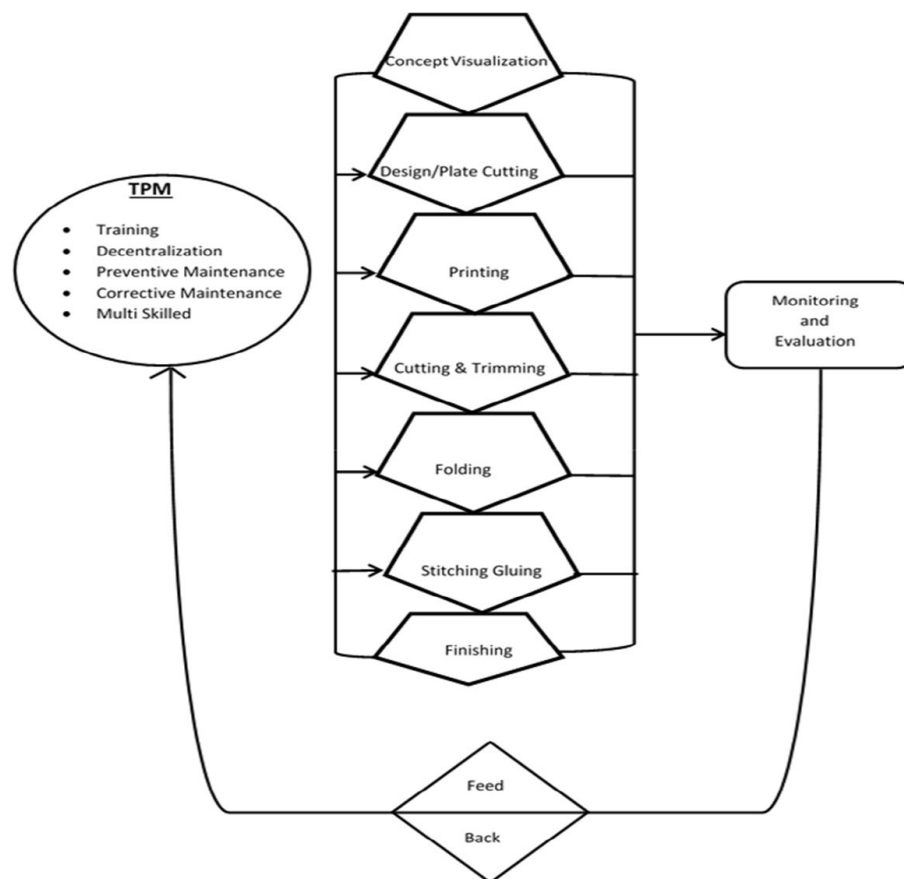 Concept Visualization
Design/Plate Cutting
TPM
• Training
• Decentralization
• Preventive Maintenance
• Corrective Maintenance
• Multi Skilled
Printing
Cutting & Trimming
Folding
Stitching Gluing
Finishing
Monitoring
and
Evaluation
Feed
Back